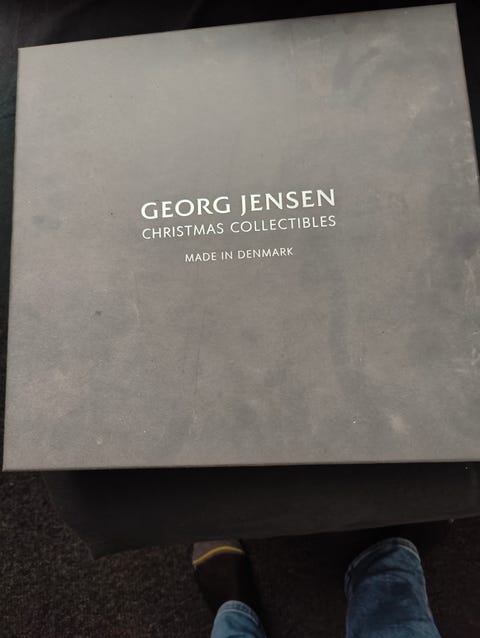 GEORG JENSEN
CHRISTMAS COLLECTIBLES
MADE IN DENMARK